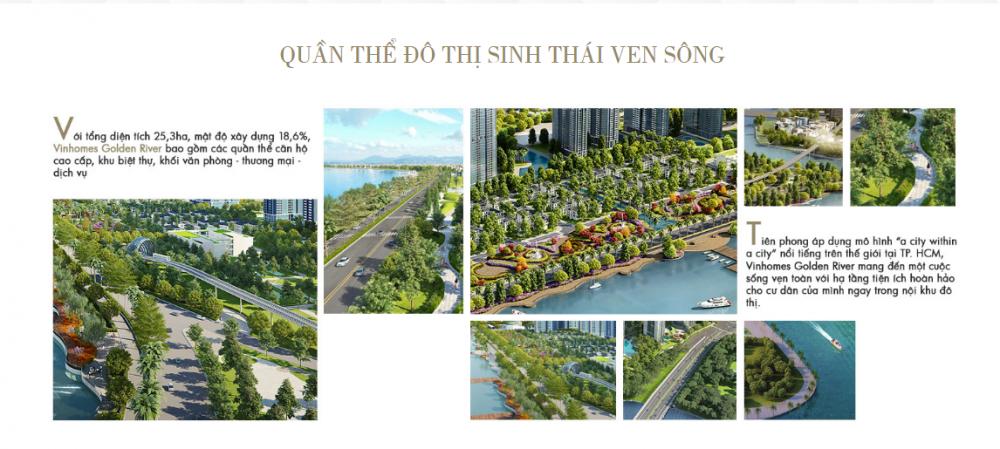 QUẦN THỂ ĐÔ THỊ SINH THÁI VEN SÔNG
Với tổng diện tích 25,3ha, mật độ xây dựng 18,6%,
Vinhomes Golden River bao gồm các quần thể căn hộ
cao cấp, khu biệt thự, khối văn phòng - thương mại -
dịch vụ
Tiên phong áp dụng mô hình "a city within
a city" nổi tiếng trên thế giới tại TP. HCM,
Vinhomes Golden River mang đến một cuộc
sống vẹn toàn với hạ tầng tiện ích hoàn hảo
cho cư dân của mình ngay trong nội khu đô
thị.